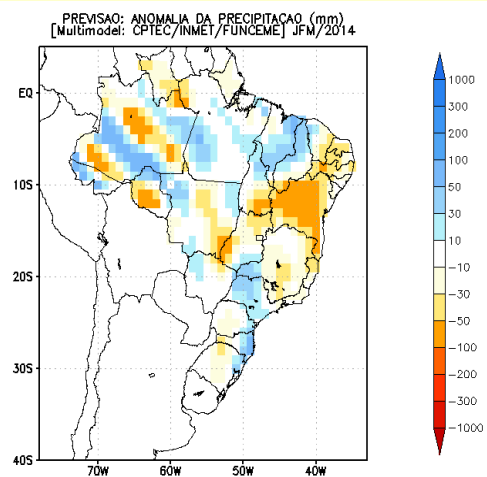 PREVISAO: ANOMALIA DA PRECIPITAÇAO (mm)
[Multimodel: CPTEC/INMET/FUNCEME] JFM/2014
EQ
10S
20S
30S
40S
70W
60W
50W
40W
1000
300
200
100
50
30
10
-10
-30
-50
-100
-200
-300
-1000